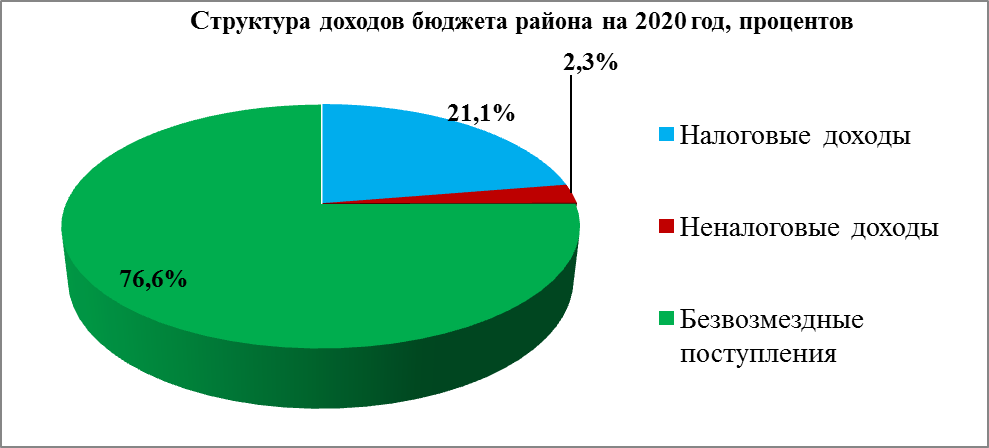 Структура доходов бюджета района на 2020 год, процентов
2,3%
21,1%
76,6%
Налоговые доходы
Неналоговые доходы
Безвозмездные
поступления